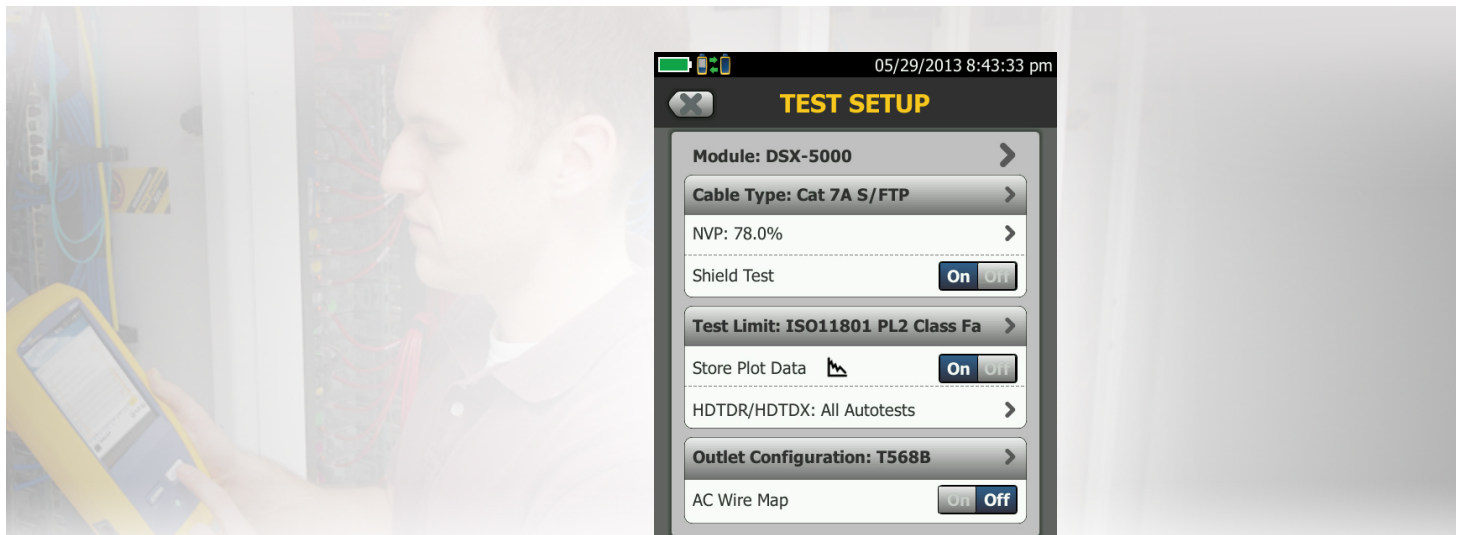 05/29/2013 8:43:33 pm
TEST SETUP
Module: DSX-5000
Cable Type: Cat 7A S/FTP
NVP: 78.0%
Shield Test On Off
Test Limit: ISO11801 PL2 Class Fa
Store Plot Data On Off
HDTDR/HDTDX: All Autotests
Outlet Configuration: T568B
AC Wire Map On Off